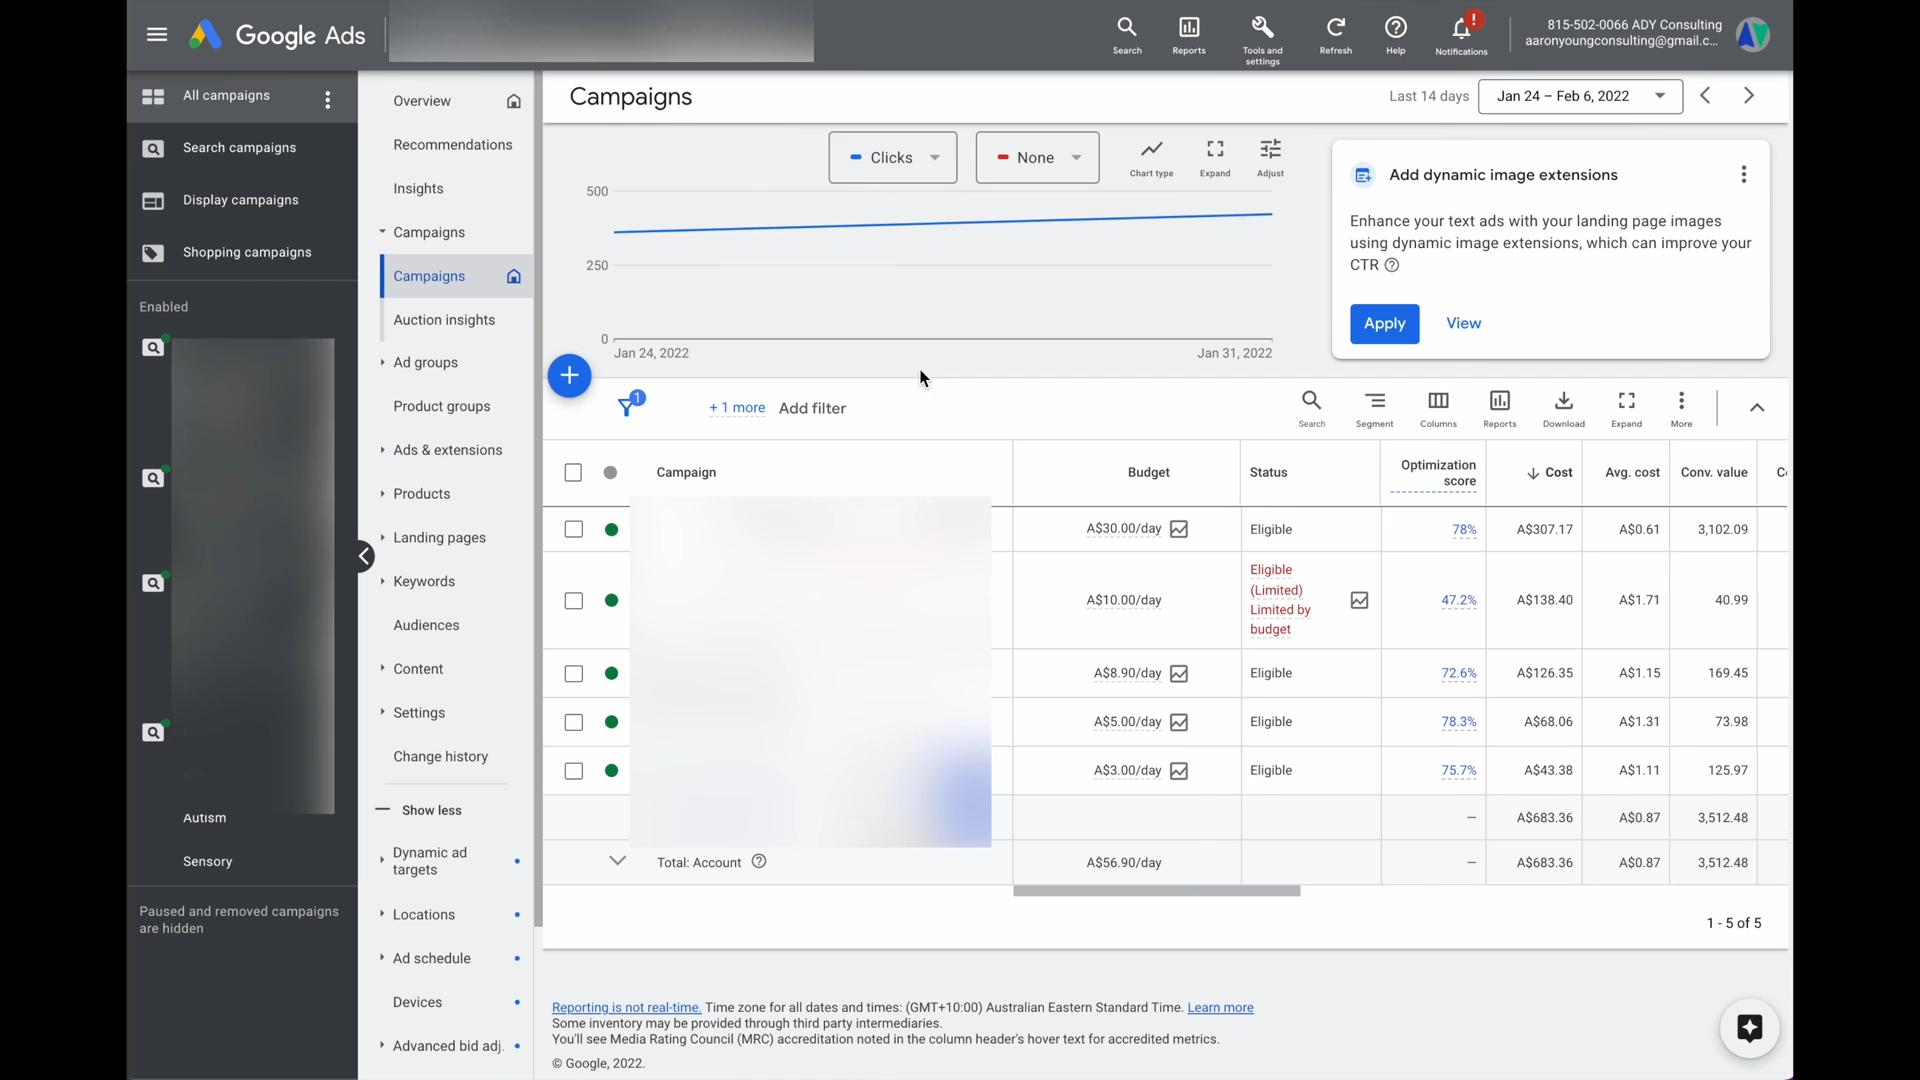 Google Ads
Search
Reports
Tools and
settings
Refresh
Help
!
Notifications
815-502-0066 ADY Consulting
aaronyoungconsulting@gmail.c...
All campaigns
Search campaigns
Display campaigns
Shopping campaigns
Enabled
Autism
Sensory
Paused and removed campaigns
are hidden
Overview
Recommendations
Insights
Campaigns
Campaigns
Auction insights
Ad groups
Product groups
Ads & extensions
Products
Landing pages
Keywords
Audiences
Content
Settings
Change history
Show less
Dynamic ad
targets
Locations
Ad schedule
Devices
Advanced bid adj.
Campaigns
Last 14 days
Jan 24 – Feb 6, 2022
Clicks
None
Chart type
Expand
Adjust
500
250
0
Jan 24, 2022
Jan 31, 2022
Add dynamic image extensions
Enhance your text ads with your landing page images
using dynamic image extensions, which can improve your
CTR
Apply
View
1
+ 1 more
Add filter
Search
Segment
Columns
Reports
Download
Expand
More
Campaign Budget Status Optimization score Cost Avg. cost Conv. value
A$30.00/day Eligible 78% A$307.17 A$0.61 3,102.09
A$10.00/day Eligible (Limited) Limited by budget 47.2% A$138.40 A$1.71 40.99
A$8.90/day Eligible 72.6% A$126.35 A$1.15 169.45
A$5.00/day Eligible 78.3% A$68.06 A$1.31 73.98
A$3.00/day Eligible 75.7% A$43.38 A$1.11 125.97
– A$683.36 A$0.87 3,512.48
Total: Account A$56.90/day – A$683.36 A$0.87 3,512.48
1 - 5 of 5
Reporting is not real-time. Time zone for all dates and times: (GMT+10:00) Australian Eastern Standard Time. Learn more
Some inventory may be provided through third party intermediaries.
You'll see Media Rating Council (MRC) accreditation noted in the column header's hover text for accredited metrics.
© Google, 2022.